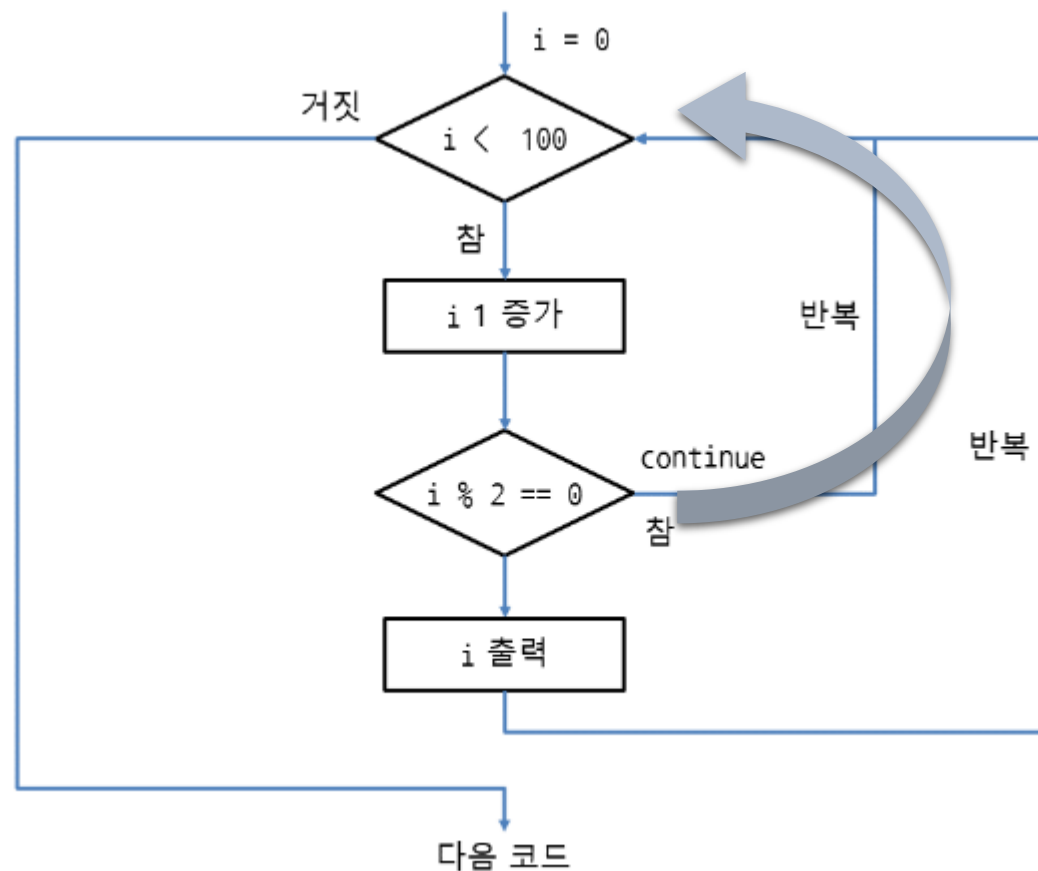 i = 0
거짓
i < 100
참
i 1 증가
반복
반복
continue
i % 2 == 0
참
i 출력
다음 코드